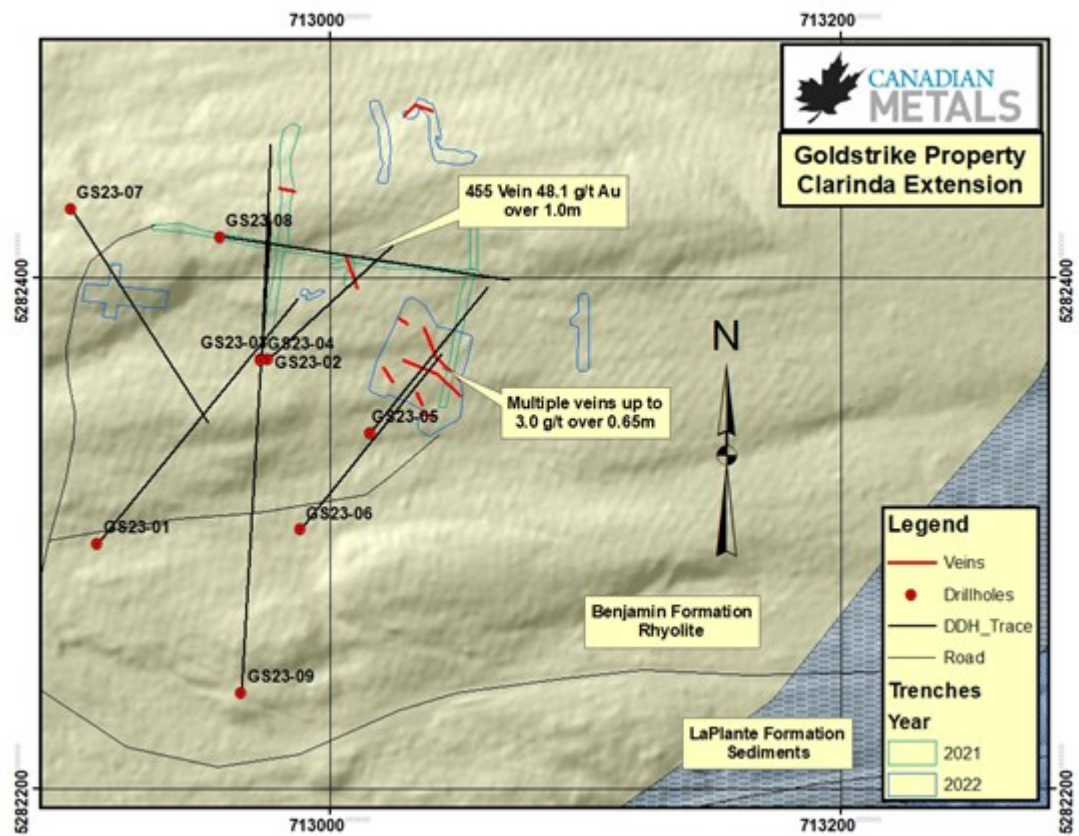 713000
713200
CANADIAN
METALS
Goldstrike Property
Clarinda Extension
GS23-07
455 Vein 48.1 g/t Au
over 1.0m
GS23-08
5282400
5282400
GS23-03
GS23-04
GS23-02
Multiple veins up to
3.0 g/t over 0.65m
GS23-05
N
GS23-06
GS23-01
Legend
Veins
Drillholes
DDH_Trace
Road
Trenches
Year
2021
2022
Benjamin Formation
Rhyolite
GS23-09
LaPlante Formation
Sediments
5282200
5282200
713000
713200